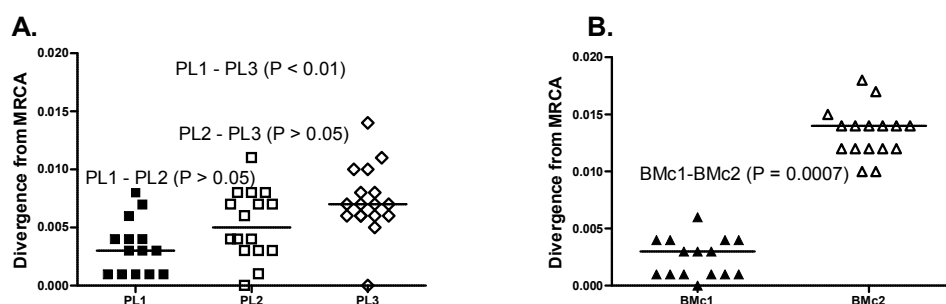 A.
Divergence from MRCA
0.020
0.015
0.010
0.005
0.000
PL1 - PL3 (P < 0.01)
PL2 - PL3 (P > 0.05)
PL1 - PL2 (P > 0.05)
PL1 PL2 PL3
B.
Divergence from MRCA
0.020
0.015
0.010
0.005
0.000
BMc1-BMc2 (P = 0.0007)
BMc1 BMc2